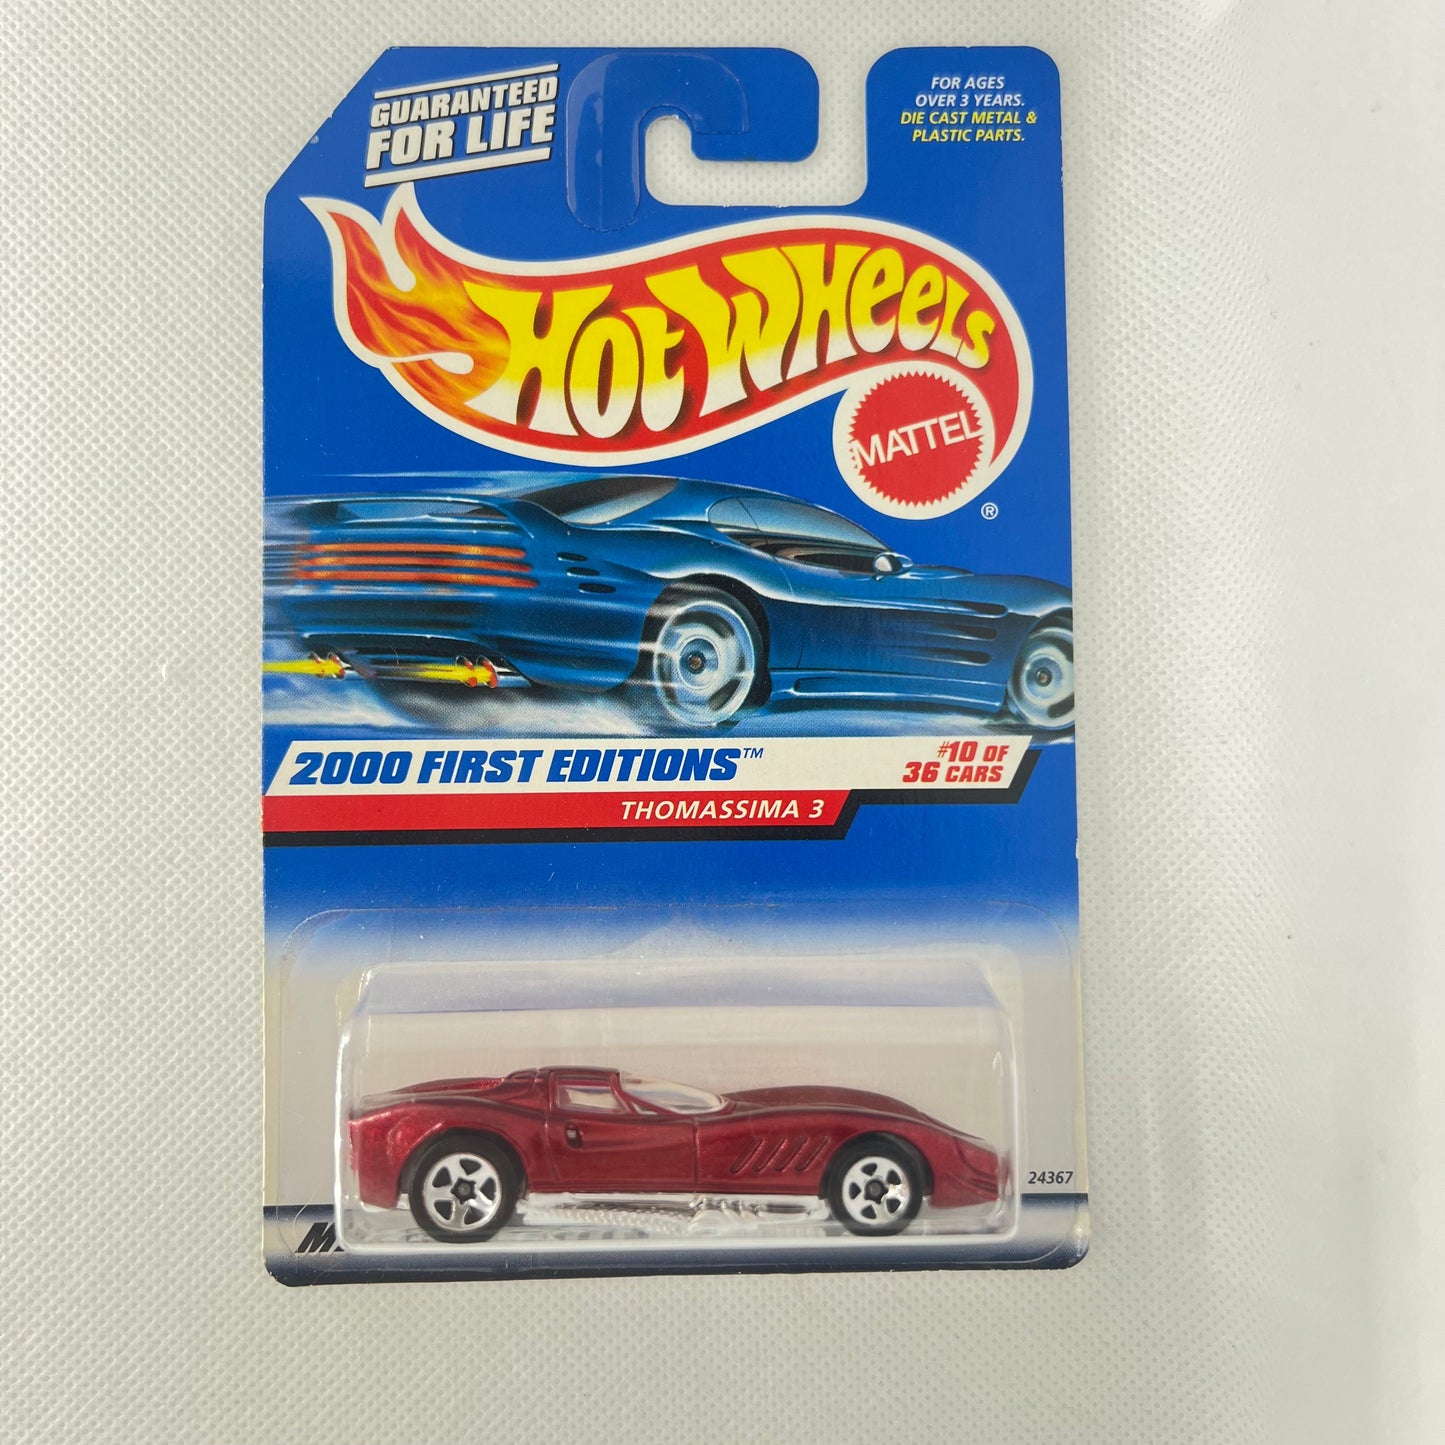 GUARANTEED
FOR LIFE
FOR AGES
OVER 3 YEARS.
DIE CAST METAL &
PLASTIC PARTS.
HOT WHEELS
MATTEL
®
2000 FIRST EDITIONS™
#10 OF
36 CARS
THOMASSIMA 3
24367